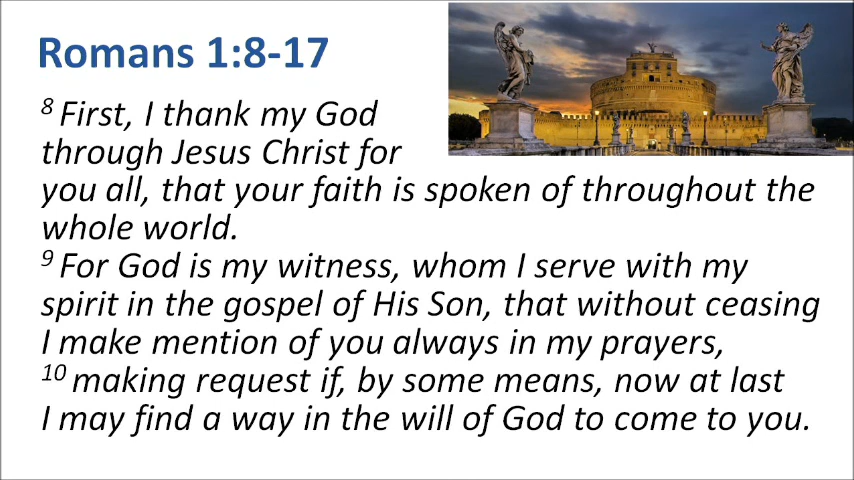 Romans 1:8-17
8 First, I thank my God
through Jesus Christ for
you all, that your faith is spoken of throughout the
whole world.
9 For God is my witness, whom I serve with my
spirit in the gospel of His Son, that without ceasing
I make mention of you always in my prayers,
10 making request if, by some means, now at last
I may find a way in the will of God to come to you.